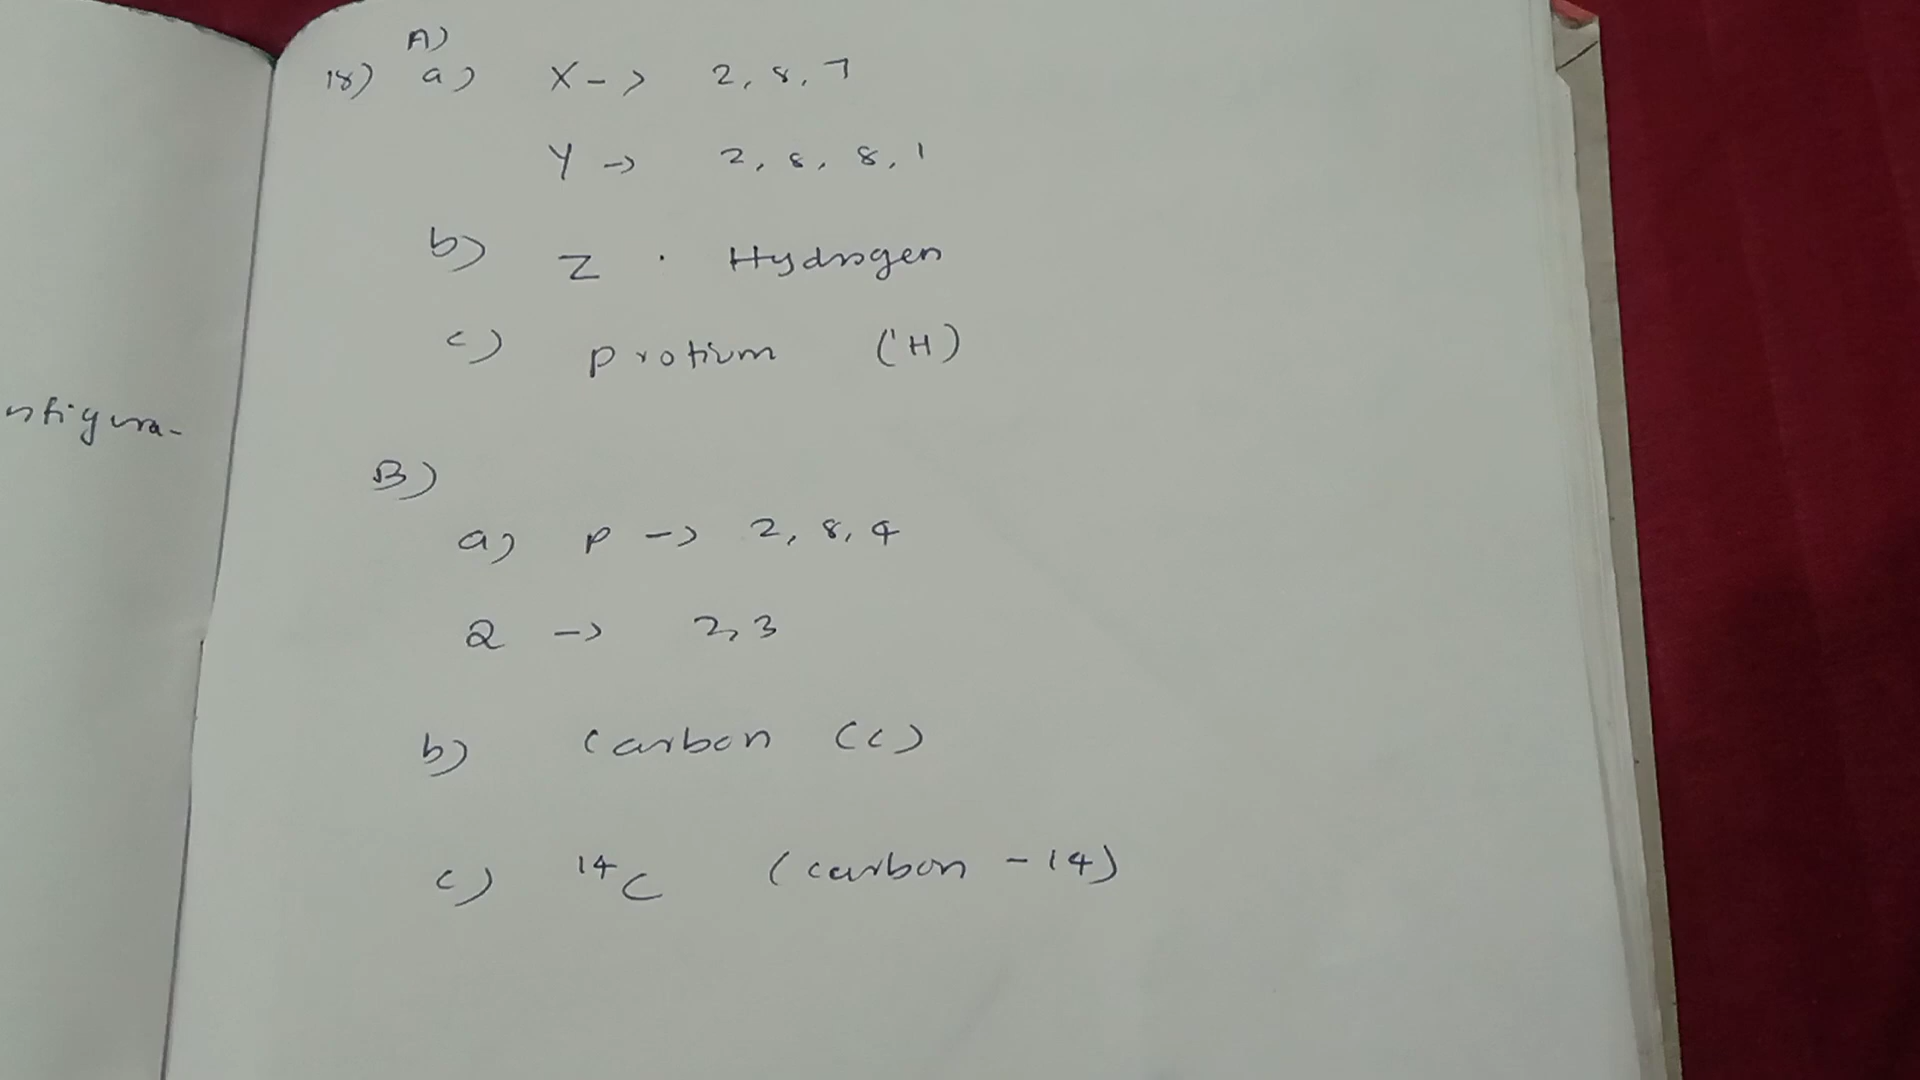 A)
18) a) X -> 2, 8, 7
Y -> 2, 8, 8, 1
b) Z . Hydrogen
c) protium (¹H)
nfigura-
B)
a) P -> 2, 8, 4
Q -> 2, 3
b) Carbon (C)
c) ¹⁴C (carbon - 14)